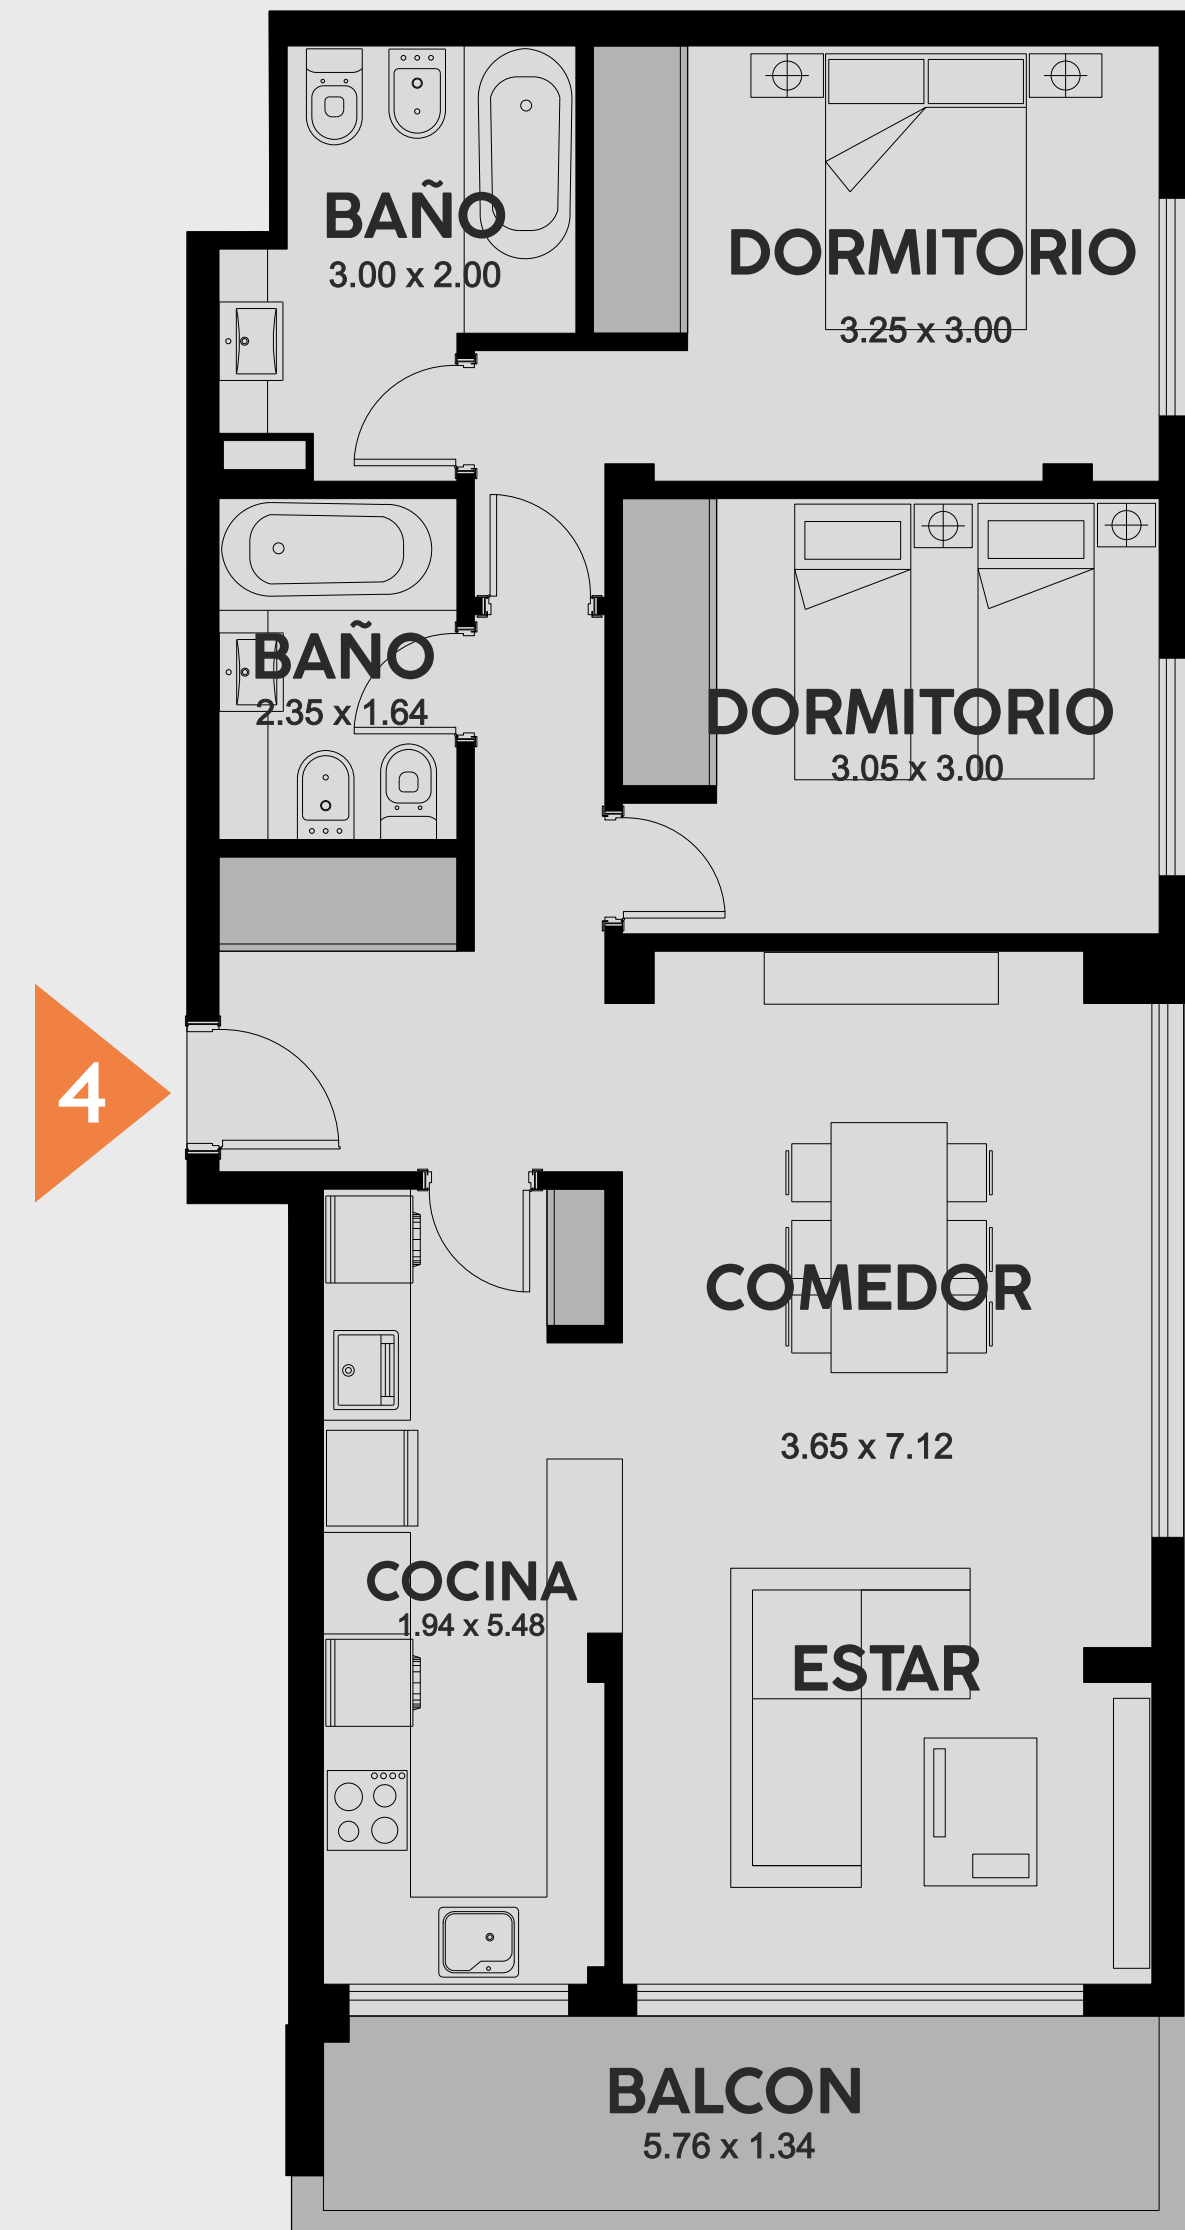 BAÑO
3.00 x 2.00
DORMITORIO
3.25 x 3.00
BAÑO
2.35 x 1.64
DORMITORIO
3.05 x 3.00
4
COMEDOR
3.65 x 7.12
COCINA
1.94 x 5.48
ESTAR
BALCON
5.76 x 1.34